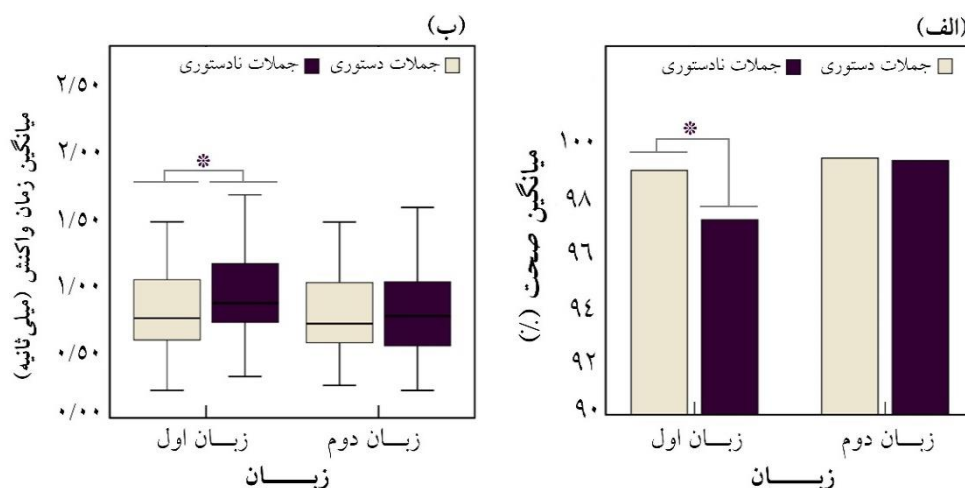 (الف)
جملات دستوری جملات نادستوری
میانگین صحت (٪)
۱۰۰
۹۸
۹۶
۹۴
۹۲
۹۰
زبان اول زبان دوم
زبان
(ب)
جملات دستوری جملات نادستوری
میانگین زمان واکنش (میلی ثانیه)
۲/۵۰
۲/۰۰
۱/۵۰
۱/۰۰
۰/۵۰
۰/۰۰
زبان اول زبان دوم
زبان